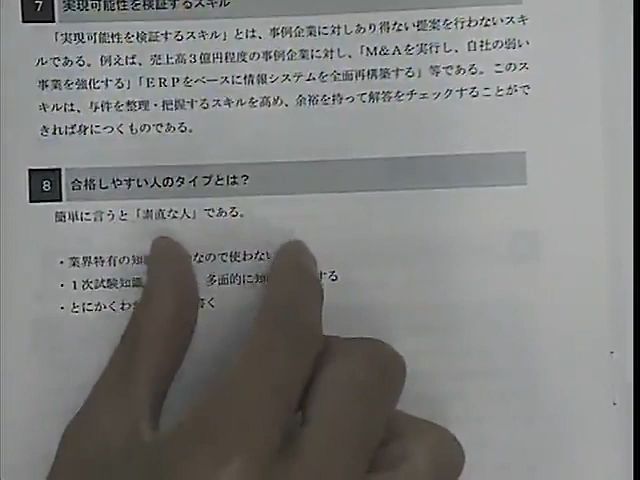 7 実現可能性を検証するスキル
「実現可能性を検証するスキル」とは、事例企業に対しあり得ない提案を行わないスキ
ルである。例えば、売上高3億円程度の事例企業に対し、「M&Aを実行し、自社の弱い
事業を強化する」「ERPをベースに情報システムを全面再構築する」等である。このス
キルは、与件を整理・把握するスキルを高め、余裕を持って解答をチェックすることがで
きれば身につくものである。
8 合格しやすい人のタイプとは?
簡単に言うと「素直な人」である。
・業界特有の知 なので使わな
・1次試験知識 多面的に知 する
・とにかくわ く